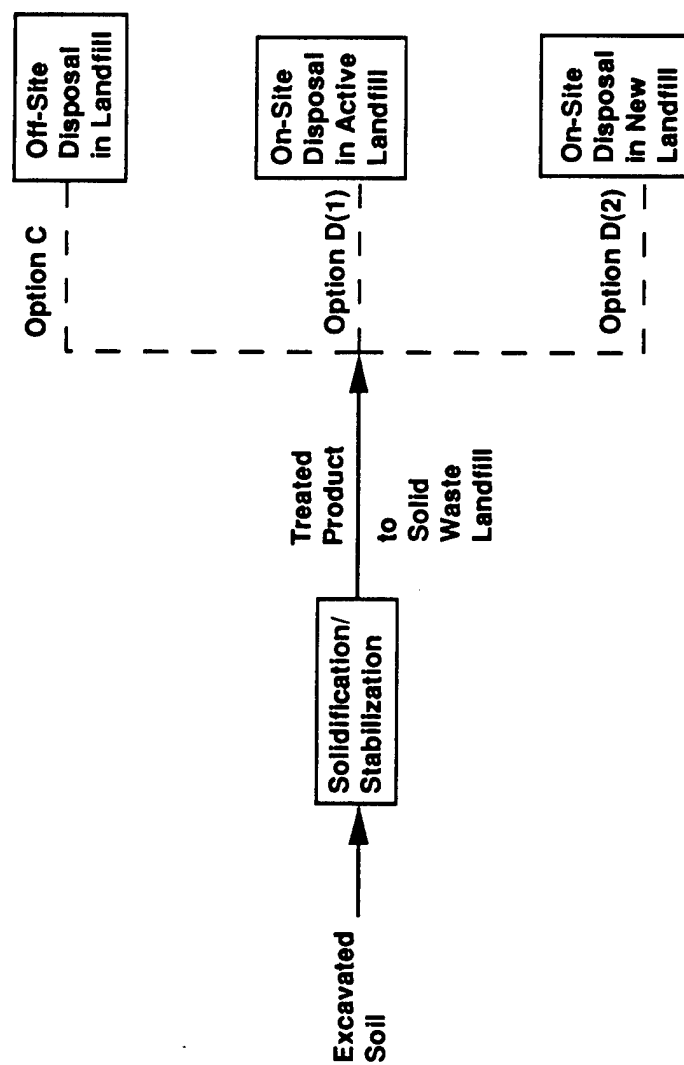 Excavated
Soil
Solidification/
Stabilization
Treated
Product
to
Solid
Waste
Landfill
Option C
Off-Site
Disposal
in Landfill
Option D(1)
On-Site
Disposal
in Active
Landfill
Option D(2)
On-Site
Disposal
in New
Landfill